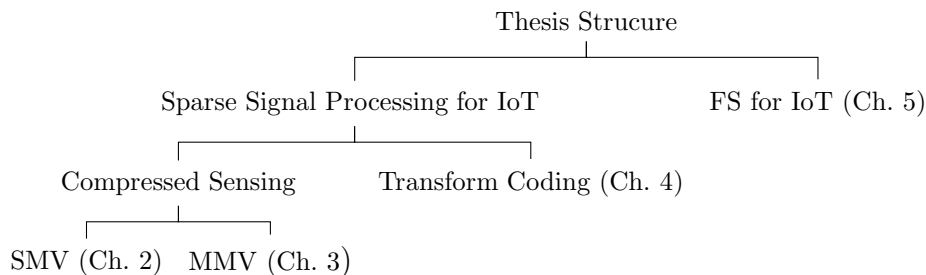 Thesis Strucure
Sparse Signal Processing for IoT FS for IoT (Ch. 5)
Compressed Sensing Transform Coding (Ch. 4)
SMV (Ch. 2) MMV (Ch. 3)